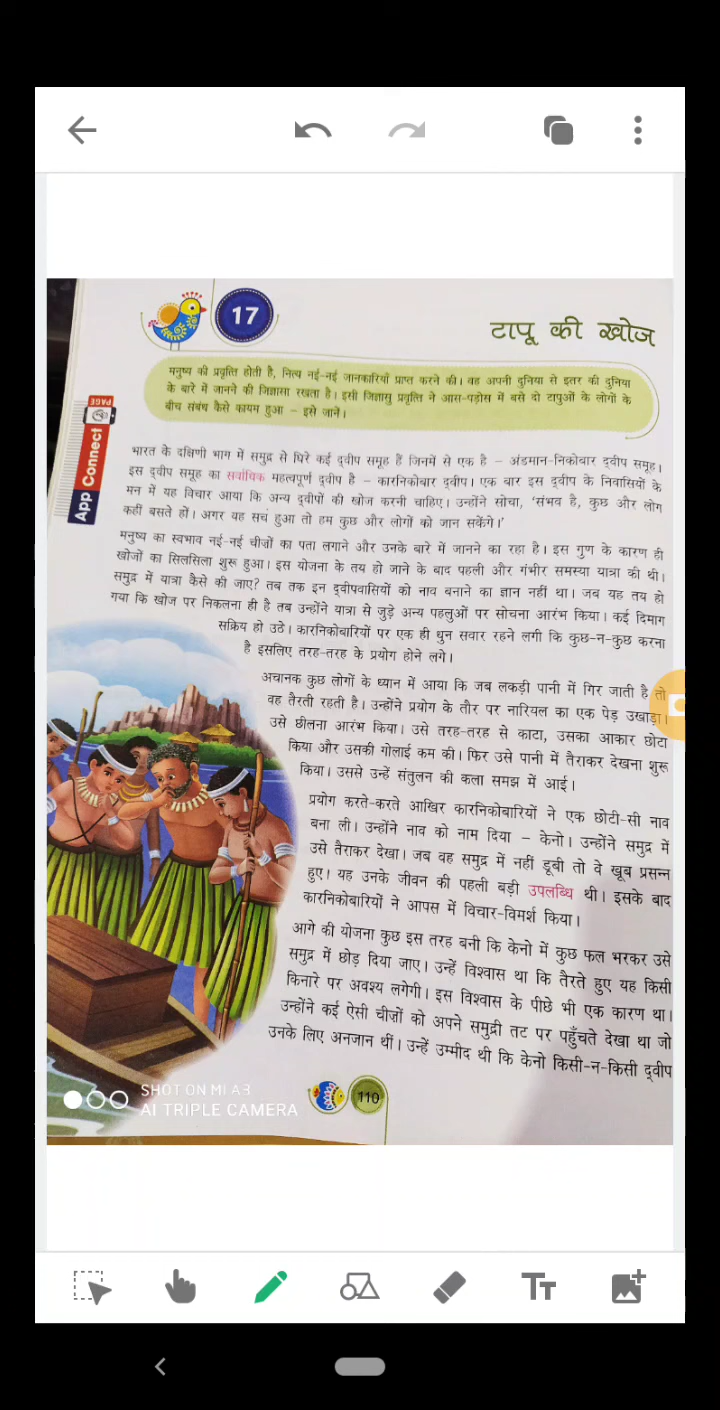 17
टापू की खोज
मनुष्य की प्रवृत्ति होती है, नित्य नई-नई जानकारियाँ प्राप्त करने की। वह अपनी दुनिया से इतर की दुनिया
के बारे में जानने की जिज्ञासा रखता है। इसी जिज्ञासु प्रवृत्ति ने आस-पड़ोस में बसे दो टापुओं के लोगों के
बीच संबंध कैसे कायम हुआ – इसे जानें।
PAGE
App Connect
भारत के दक्षिणी भाग में समुद्र से घिरे कई द्वीप समूह हैं जिनमें से एक है – अंडमान-निकोबार द्वीप समूह।
इस द्वीप समूह का सर्वाधिक महत्वपूर्ण द्वीप है – कारनिकोबार द्वीप। एक बार इस द्वीप के निवासियों के
मन में यह विचार आया कि अन्य द्वीपों की खोज करनी चाहिए। उन्होंने सोचा, 'संभव है, कुछ और लोग
कहीं बसते हों। अगर यह सच हुआ तो हम कुछ और लोगों को जान सकेंगे।'
मनुष्य का स्वभाव नई-नई चीज़ों का पता लगाने और उनके बारे में जानने का रहा है। इस गुण के कारण ही
खोजों का सिलसिला शुरू हुआ। इस योजना के तय हो जाने के बाद पहली और गंभीर समस्या यात्रा की थी।
समुद्र में यात्रा कैसे की जाए? तब तक इन द्वीपवासियों को नाव बनाने का ज्ञान नहीं था। जब यह तय हो
गया कि खोज पर निकलना ही है तब उन्होंने यात्रा से जुड़े अन्य पहलुओं पर सोचना आरंभ किया। कई दिमाग
सक्रिय हो उठे। कारनिकोबारियों पर एक ही धुन सवार रहने लगी कि कुछ-न-कुछ करना
है इसलिए तरह-तरह के प्रयोग होने लगे।
अचानक कुछ लोगों के ध्यान में आया कि जब लकड़ी पानी में गिर जाती है तो
वह तैरती रहती है। उन्होंने प्रयोग के तौर पर नारियल का एक पेड़ उखाड़ा।
उसे छीलना आरंभ किया। उसे तरह-तरह से काटा, उसका आकार छोटा
किया और उसकी गोलाई कम की। फिर उसे पानी में तैराकर देखना शुरू
किया। उससे उन्हें संतुलन की कला समझ में आई।
प्रयोग करते-करते आखिर कारनिकोबारियों ने एक छोटी-सी नाव
बना ली। उन्होंने नाव को नाम दिया – केनो। उन्होंने समुद्र में
उसे तैराकर देखा। जब वह समुद्र में नहीं डूबी तो वे खूब प्रसन्न
हुए। यह उनके जीवन की पहली बड़ी उपलब्धि थी। इसके बाद
कारनिकोबारियों ने आपस में विचार-विमर्श किया।
आगे की योजना कुछ इस तरह बनी कि केनो में कुछ फल भरकर उसे
समुद्र में छोड़ दिया जाए। उन्हें विश्वास था कि तैरते हुए यह किसी
किनारे पर अवश्य लगेगी। इस विश्वास के पीछे भी एक कारण था।
उन्होंने कई ऐसी चीज़ों को अपने समुद्री तट पर पहुँचते देखा था जो
उनके लिए अनजान थीं। उन्हें उम्मीद थी कि केनो किसी-न-किसी द्वीप
SHOT ON MI A3
AI TRIPLE CAMERA
110
Tт